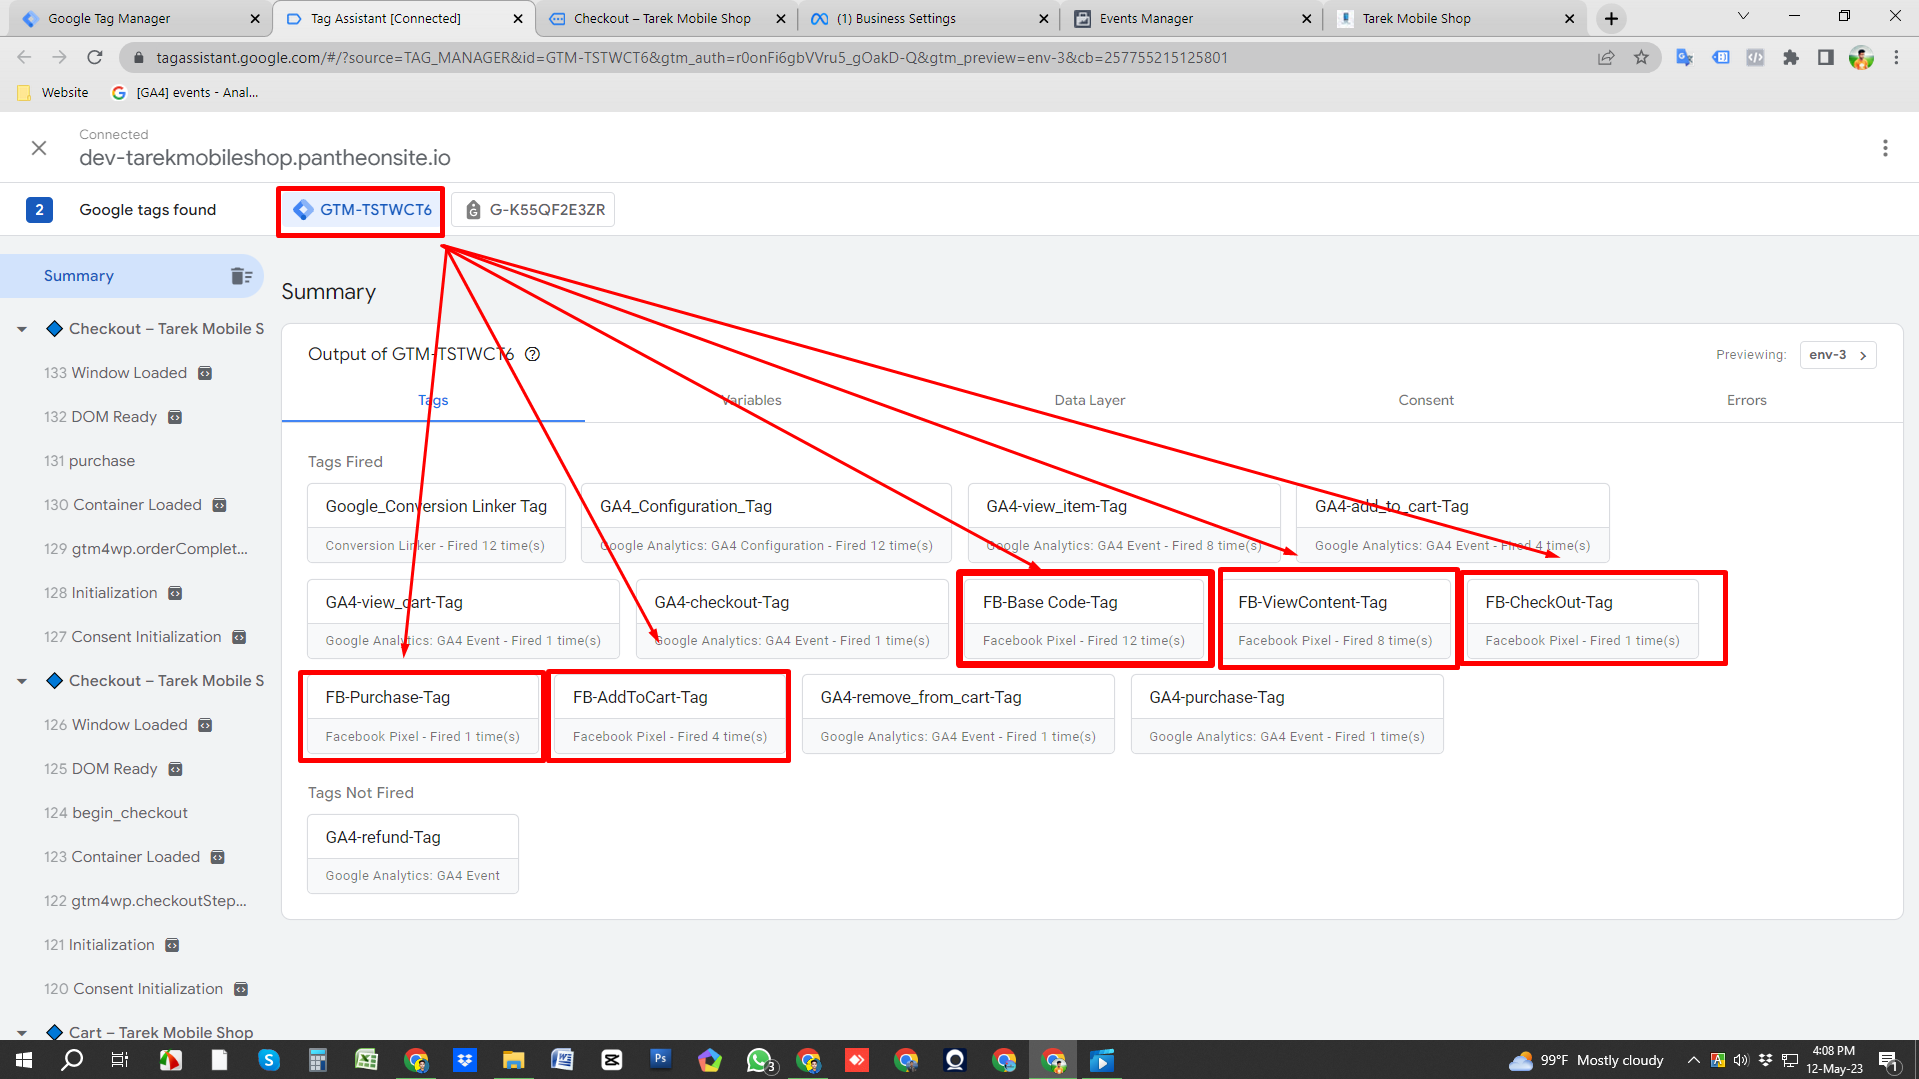 Google Tag Manager
Tag Assistant [Connected]
Checkout – Tarek Mobile Shop
(1) Business Settings
Events Manager
Tarek Mobile Shop
tagassistant.google.com/#/?source=TAG_MANAGER&id=GTM-TSTWCT6&gtm_auth=r0onFi6gbVVru5_gOakD-Q&gtm_preview=env-3&cb=257755215125801
Website
[GA4] events - Anal...
Connected
dev-tarekmobileshop.pantheonsite.io
2 Google tags found
GTM-TSTWCT6
G-K55QF2E3ZR
Summary
Checkout – Tarek Mobile S
133 Window Loaded
132 DOM Ready
131 purchase
130 Container Loaded
129 gtm4wp.orderComplet...
128 Initialization
127 Consent Initialization
Checkout – Tarek Mobile S
126 Window Loaded
125 DOM Ready
124 begin_checkout
123 Container Loaded
122 gtm4wp.checkoutStep...
121 Initialization
120 Consent Initialization
Cart – Tarek Mobile Shop
Summary
Output of GTM-TSTWCT6
Previewing: env-3
Tags
Variables
Data Layer
Consent
Errors
Tags Fired
Google_Conversion Linker Tag
Conversion Linker - Fired 12 time(s)
GA4_Configuration_Tag
Google Analytics: GA4 Configuration - Fired 12 time(s)
GA4-view_item-Tag
Google Analytics: GA4 Event - Fired 8 time(s)
GA4-add_to_cart-Tag
Google Analytics: GA4 Event - Fired 4 time(s)
GA4-view_cart-Tag
Google Analytics: GA4 Event - Fired 1 time(s)
GA4-checkout-Tag
Google Analytics: GA4 Event - Fired 1 time(s)
FB-Base Code-Tag
Facebook Pixel - Fired 12 time(s)
FB-ViewContent-Tag
Facebook Pixel - Fired 8 time(s)
FB-CheckOut-Tag
Facebook Pixel - Fired 1 time(s)
FB-Purchase-Tag
Facebook Pixel - Fired 1 time(s)
FB-AddToCart-Tag
Facebook Pixel - Fired 4 time(s)
GA4-remove_from_cart-Tag
Google Analytics: GA4 Event - Fired 1 time(s)
GA4-purchase-Tag
Google Analytics: GA4 Event - Fired 1 time(s)
Tags Not Fired
GA4-refund-Tag
Google Analytics: GA4 Event
Ps
3
99°F Mostly cloudy
4:08 PM
12-May-23
1